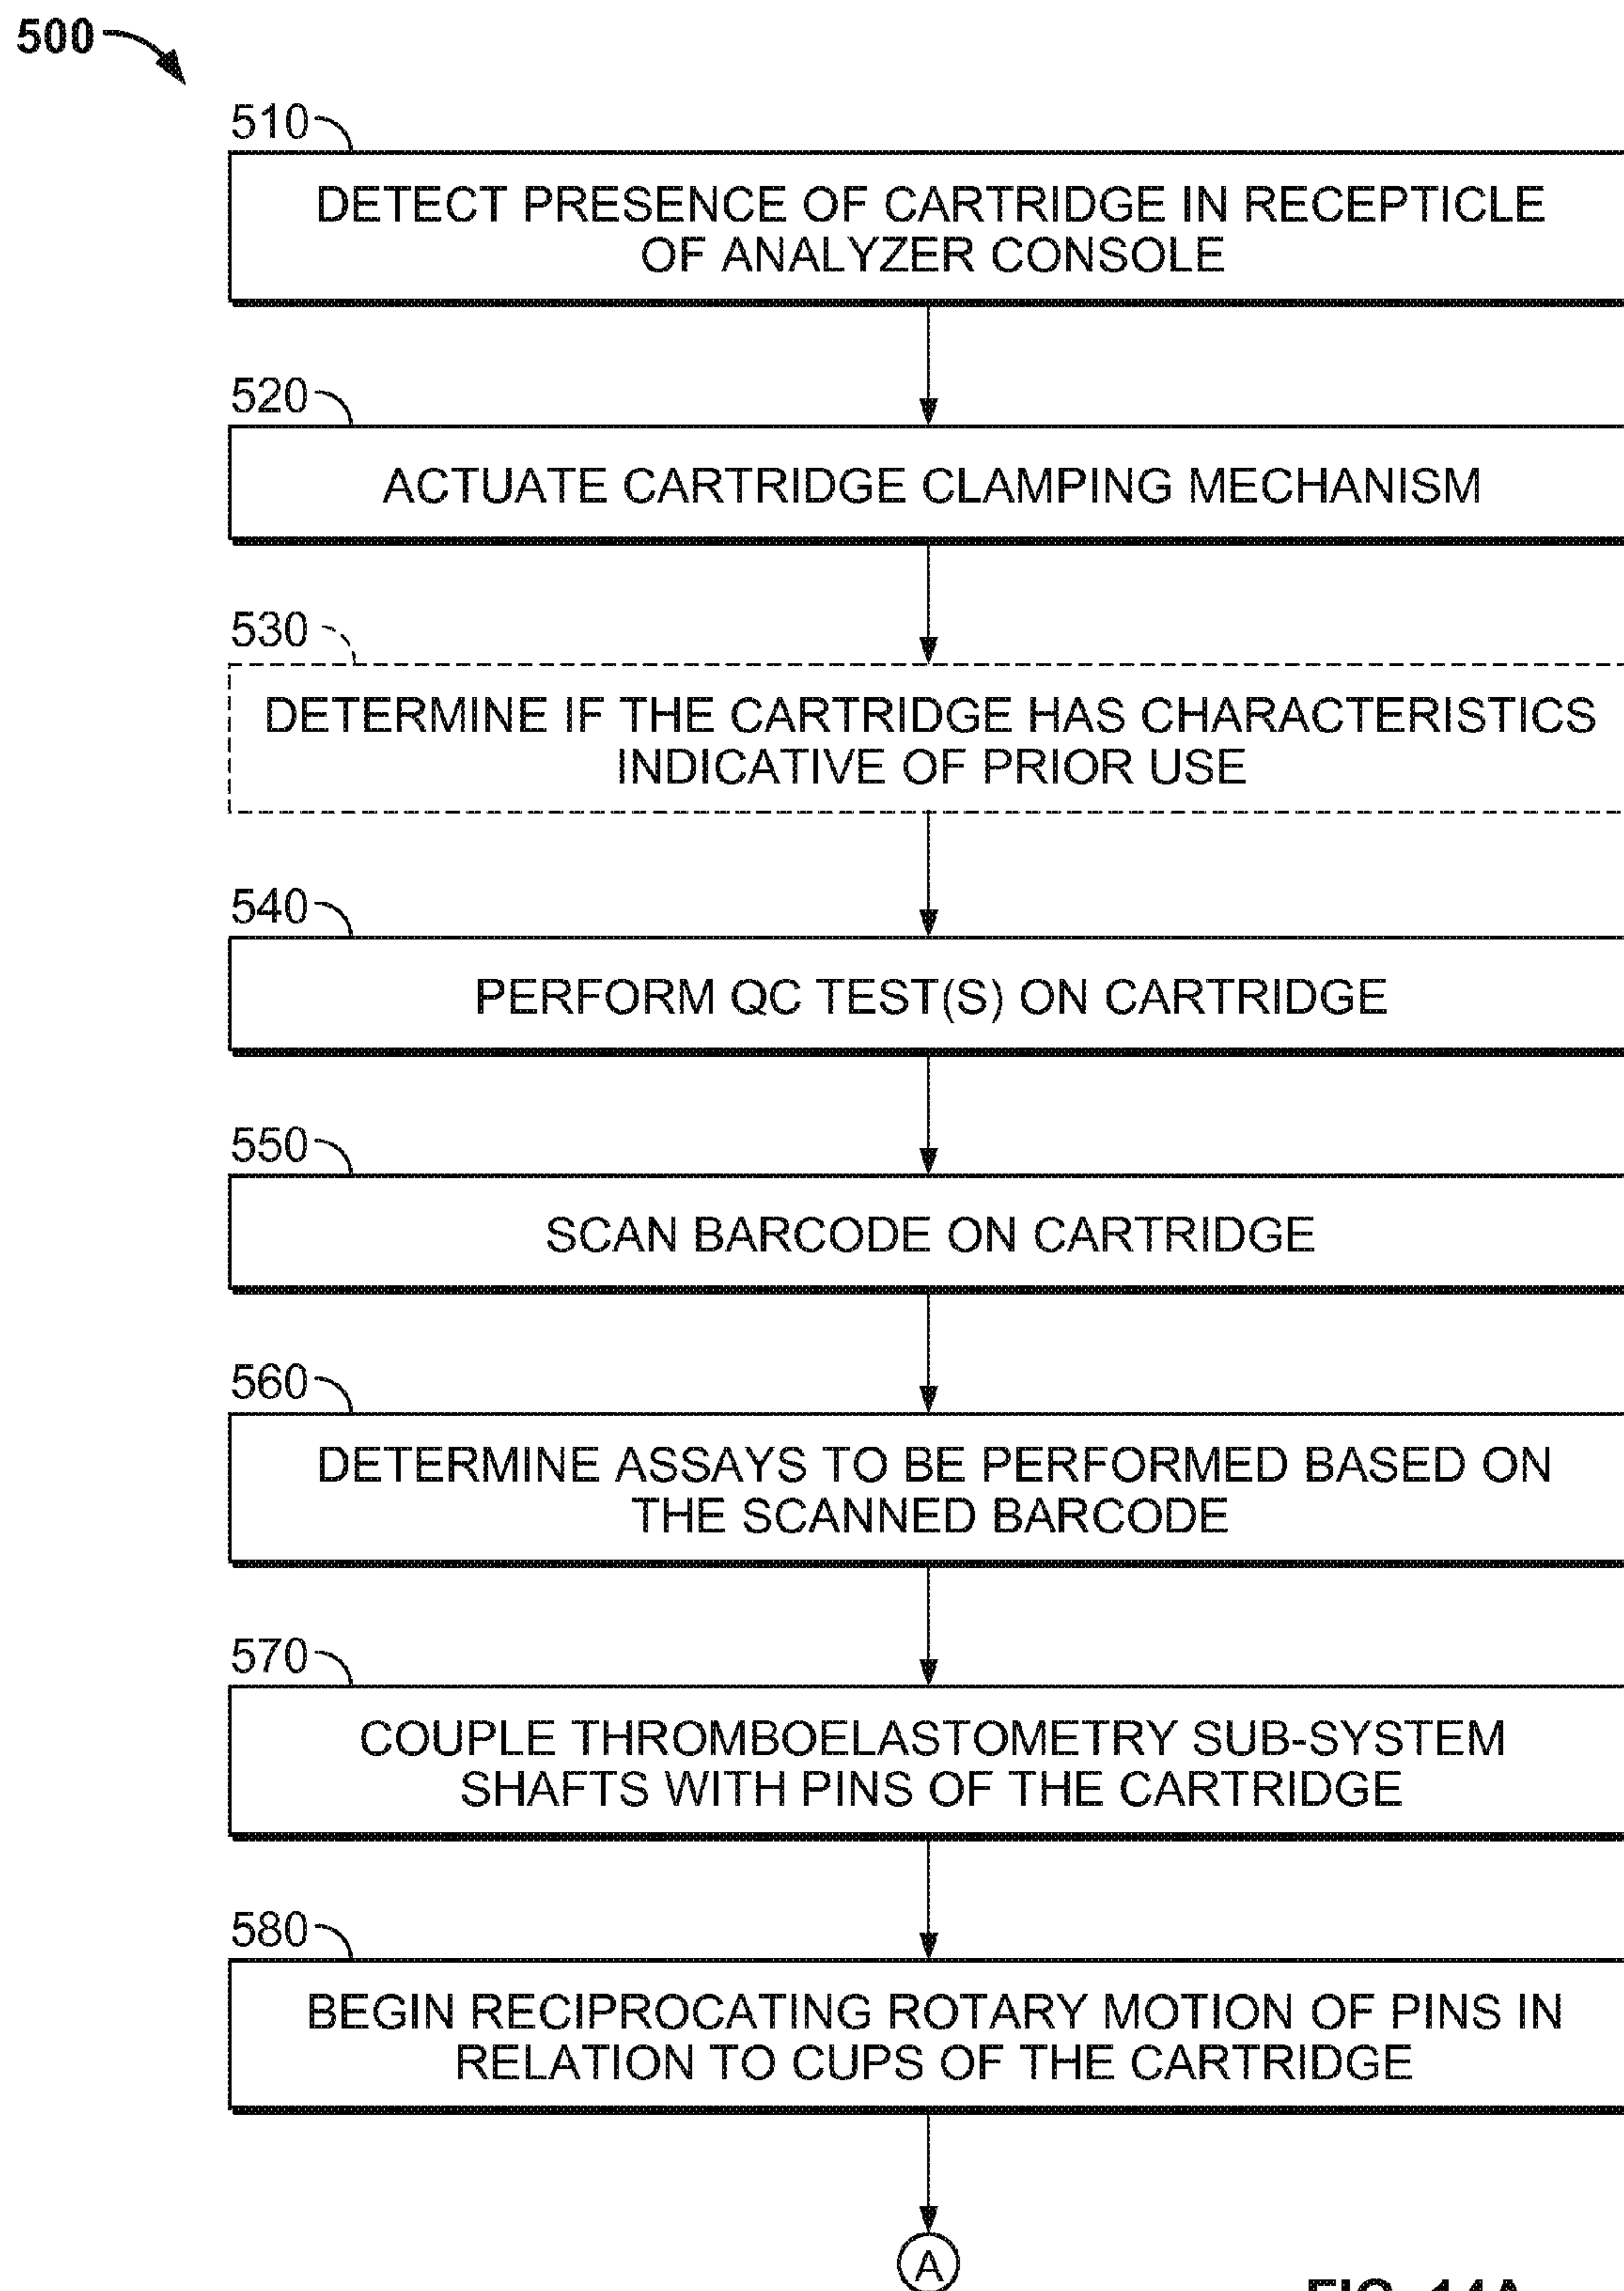 500
510
DETECT PRESENCE OF CARTRIDGE IN RECEPTICLE
OF ANALYZER CONSOLE
520
ACTUATE CARTRIDGE CLAMPING MECHANISM
530
DETERMINE IF THE CARTRIDGE HAS CHARACTERISTICS
INDICATIVE OF PRIOR USE
540
PERFORM QC TEST(S) ON CARTRIDGE
550
SCAN BARCODE ON CARTRIDGE
560
DETERMINE ASSAYS TO BE PERFORMED BASED ON
THE SCANNED BARCODE
570
COUPLE THROMBOELASTOMETRY SUB-SYSTEM
SHAFTS WITH PINS OF THE CARTRIDGE
580
BEGIN RECIPROCATING ROTARY MOTION OF PINS IN
RELATION TO CUPS OF THE CARTRIDGE
A
FIG. 14A